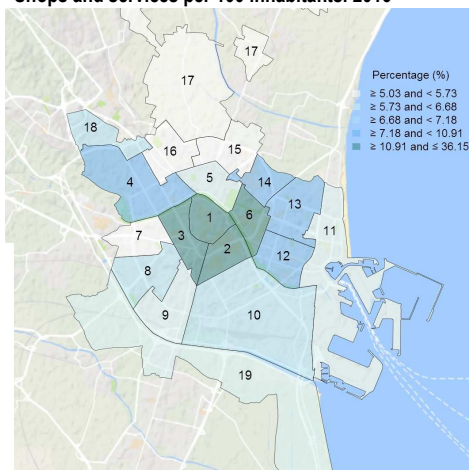 Shops and services per 100 inhabitants. 2016
17
17
Percentage (%)
≥ 5.03 and < 5.73
≥ 5.73 and < 6.68
≥ 6.68 and < 7.18
≥ 7.18 and < 10.91
≥ 10.91 and ≤ 36.15
18
16
15
4
5
14
13
1
6
11
7
3
2
12
8
9
10
19